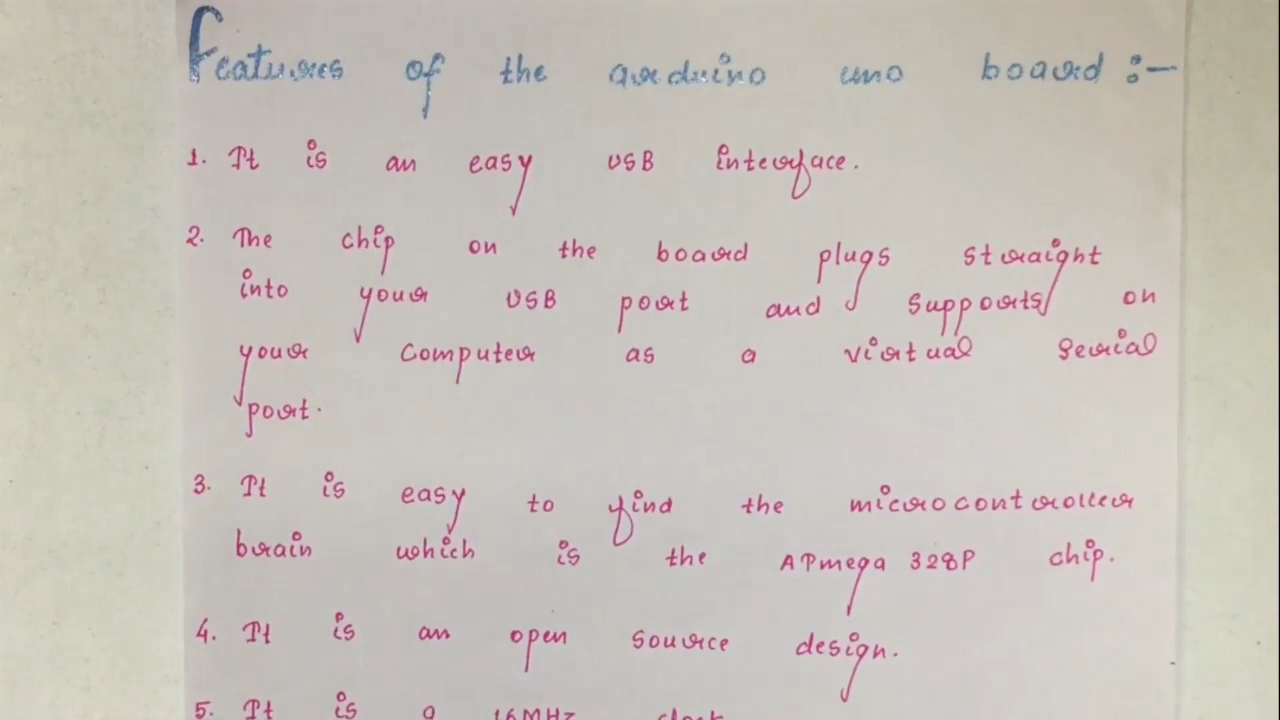 Features of the arduino uno board :-
1. It is an easy USB interface.
2. The chip on the board plugs straight
into your USB port and supports on
your computer as a virtual serial
port.
3. It is easy to find the microcontroller
brain which is the APmega 328P chip.
4. It is an open source design.
5. It is a 16MHz clock